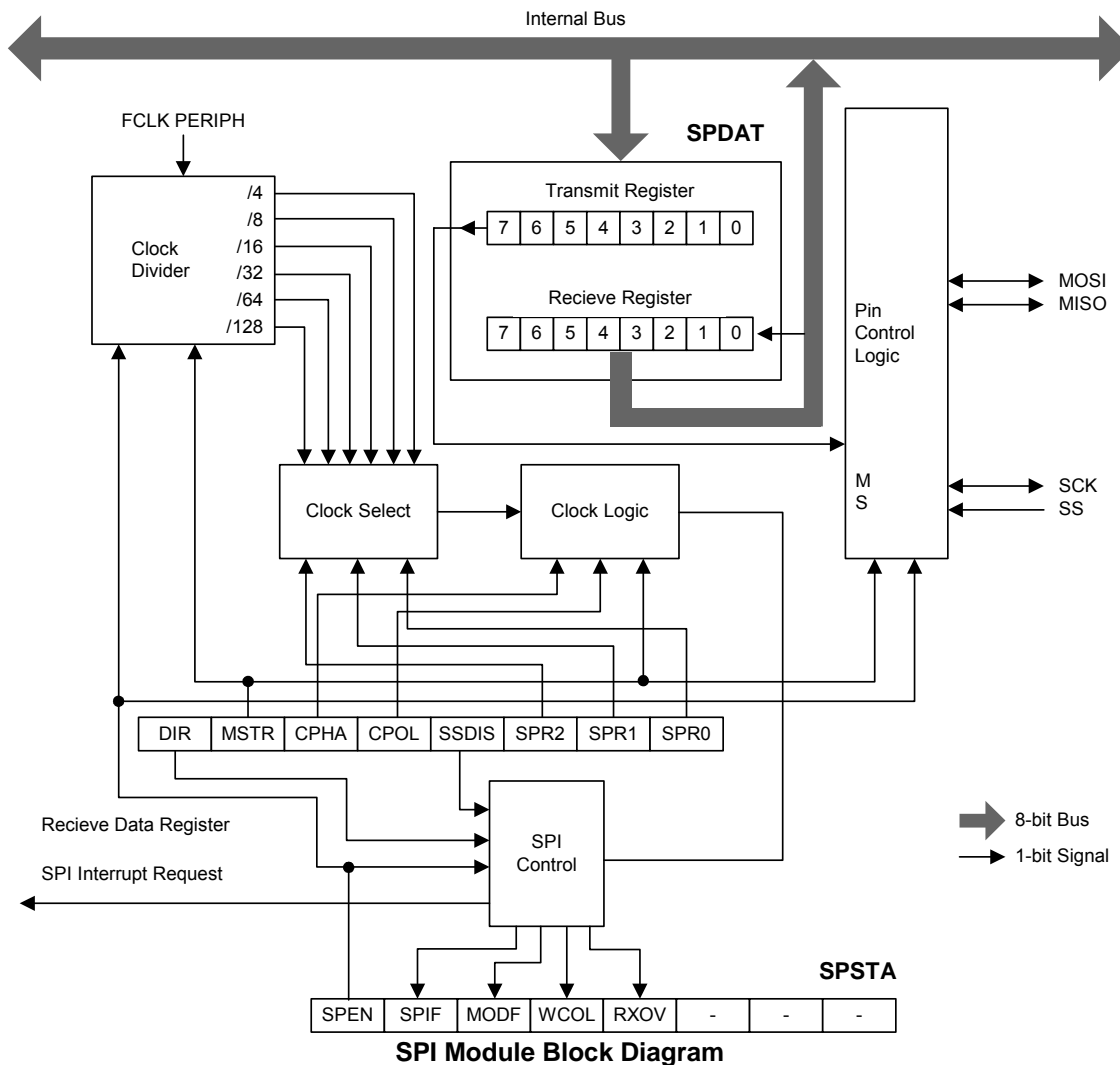 Internal Bus
FCLK PERIPH
SPDAT
/4
/8
/16
/32
/64
/128
Clock
Divider
Transmit Register
7 6 5 4 3 2 1 0
Recieve Register
7 6 5 4 3 2 1 0
Pin
Control
Logic
M
S
MOSI
MISO
SCK
SS
Clock Select
Clock Logic
DIR MSTR CPHA CPOL SSDIS SPR2 SPR1 SPR0
Recieve Data Register
SPI Interrupt Request
SPI
Control
8-bit Bus
1-bit Signal
SPSTA
SPEN SPIF MODF WCOL RXOV - - -
SPI Module Block Diagram